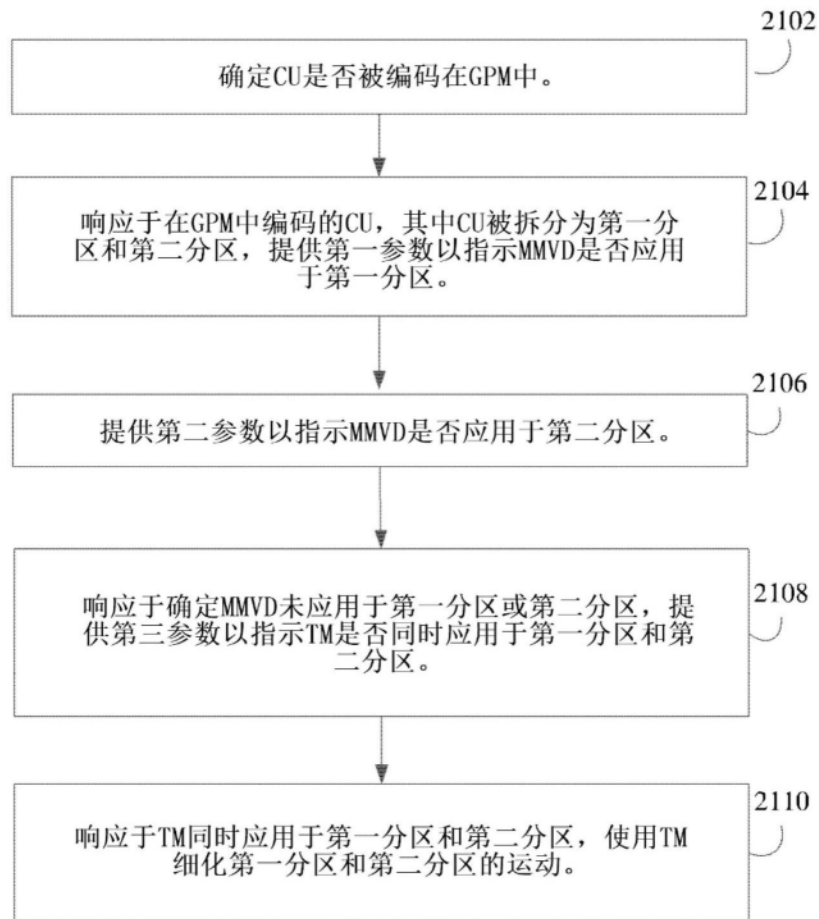 2102
确定CU是否被编码在GPM中。
2104
响应于在GPM中编码的CU，其中CU被拆分为第一分
区和第二分区，提供第一参数以指示MMVD是否应用
于第一分区。
2106
提供第二参数以指示MMVD是否应用于第二分区。
2108
响应于确定MMVD未应用于第一分区或第二分区，提
供第三参数以指示TM是否同时应用于第一分区和第
二分区。
2110
响应于TM同时应用于第一分区和第二分区，使用TM
细化第一分区和第二分区的运动。